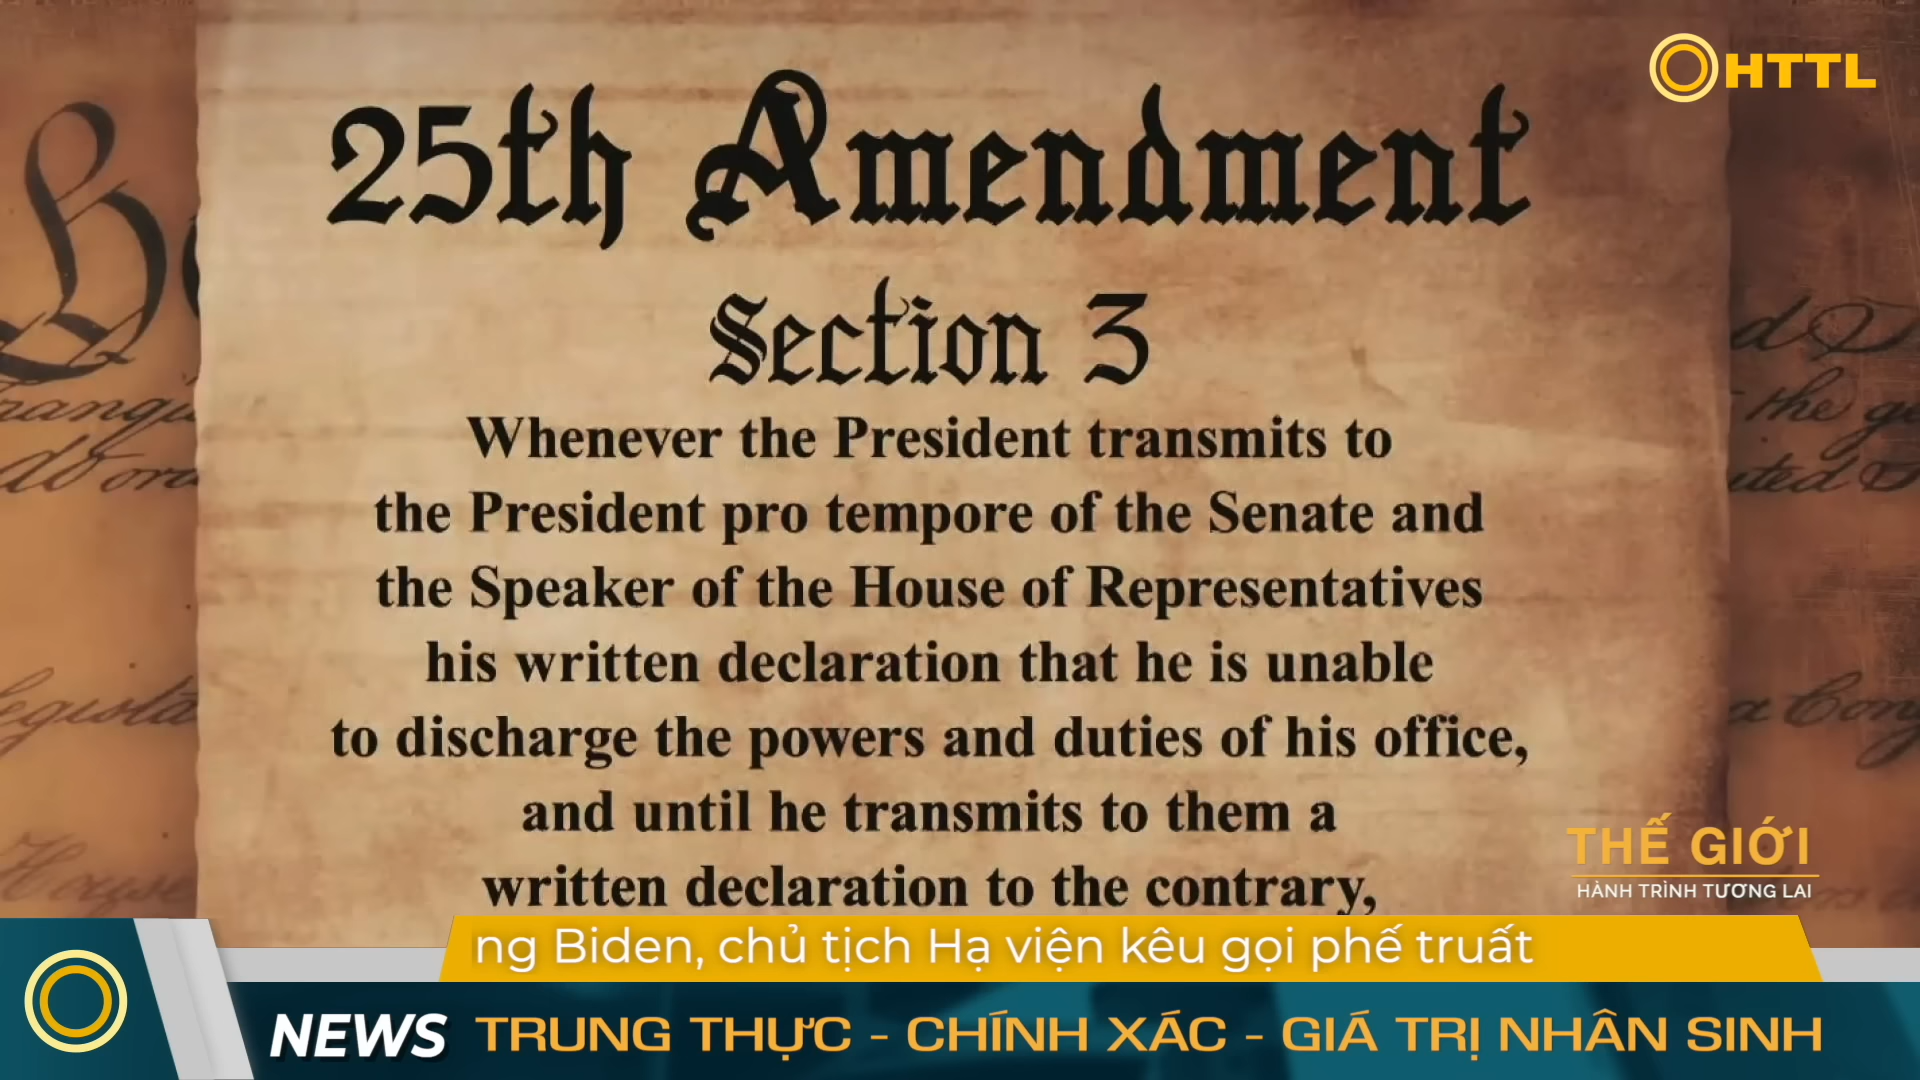 HTTL
25th Amendment
Section 3
Whenever the President transmits to
the President pro tempore of the Senate and
the Speaker of the House of Representatives
his written declaration that he is unable
to discharge the powers and duties of his office,
and until he transmits to them a
written declaration to the contrary,
THẾ GIỚI
HÀNH TRÌNH TƯƠNG LAI
ng Biden, chủ tịch Hạ viện kêu gọi phế truất
NEWS TRUNG THỰC - CHÍNH XÁC - GIÁ TRỊ NHÂN SINH